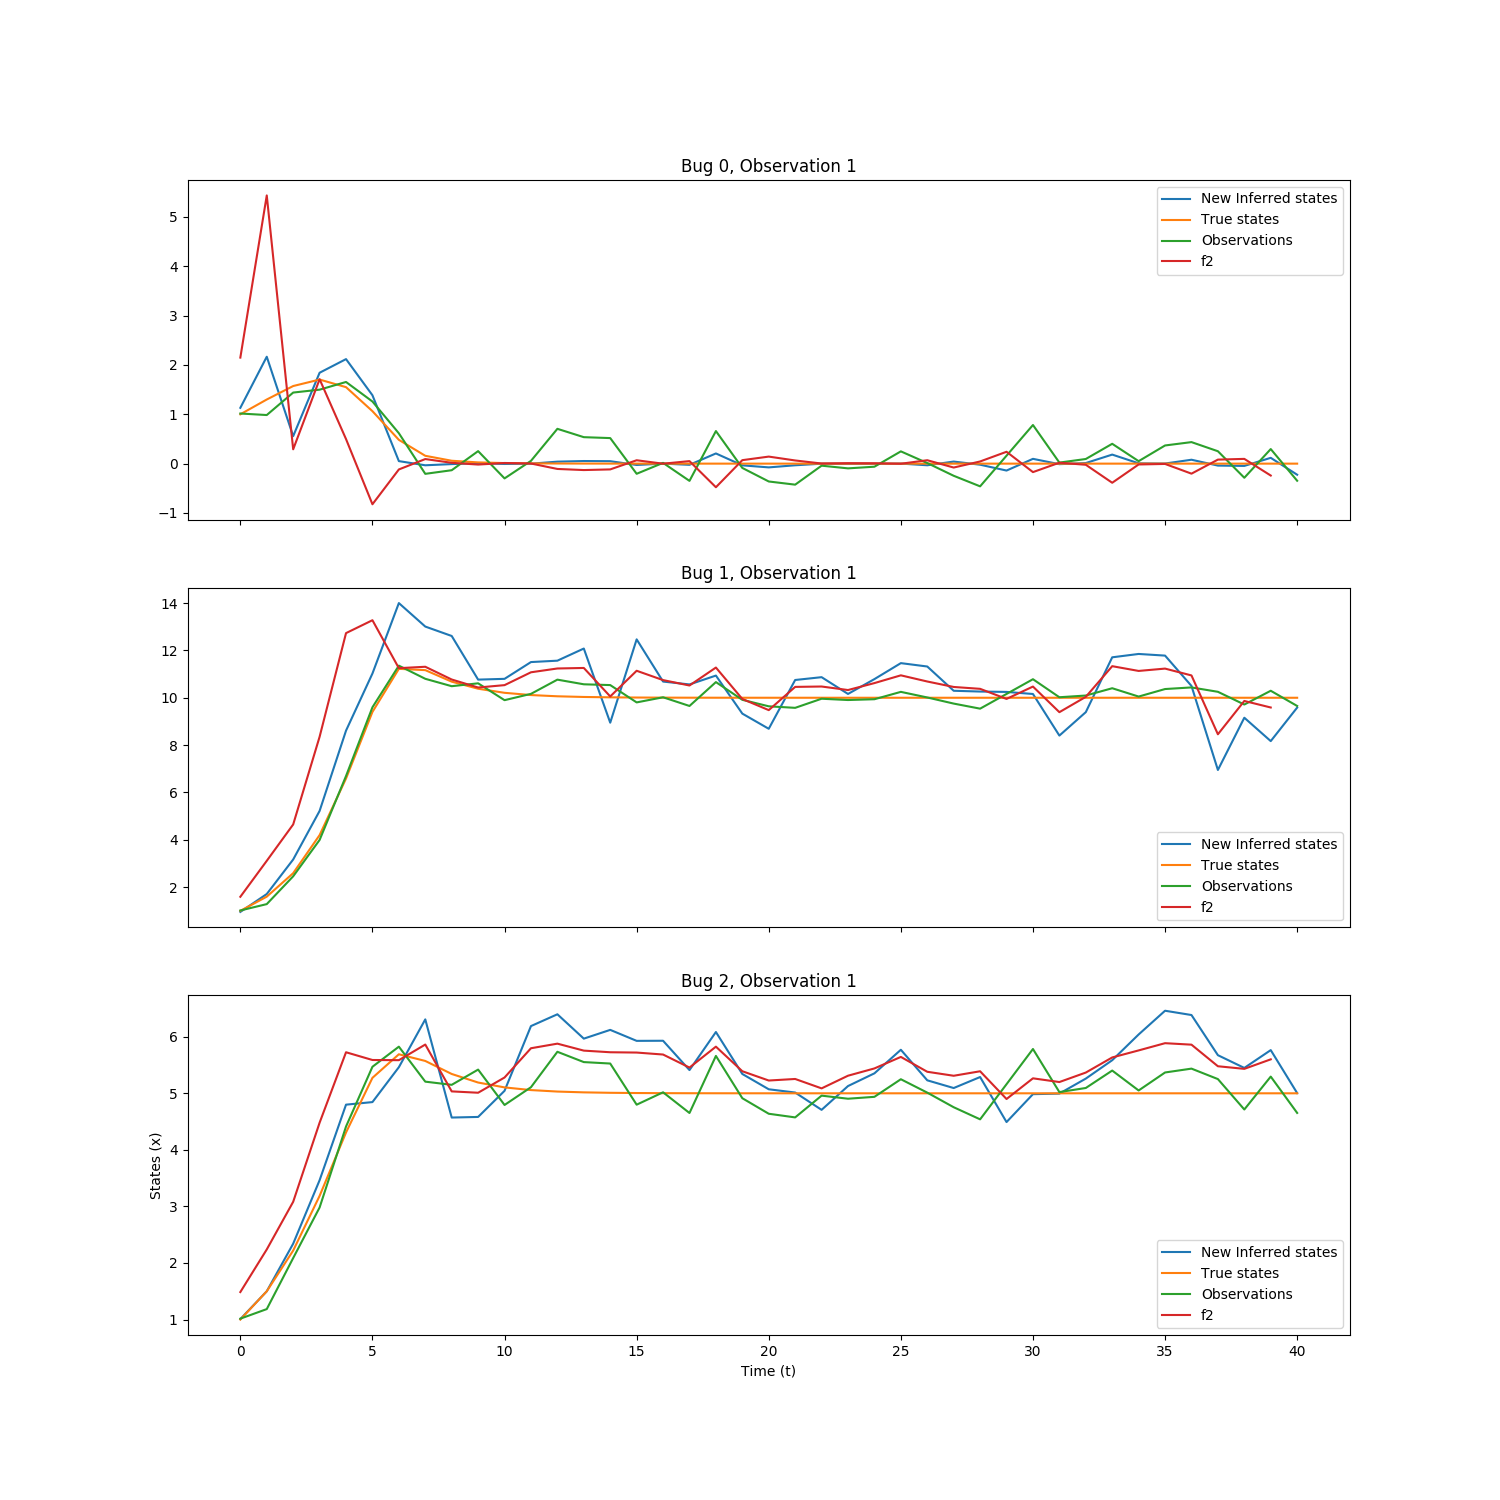 Bug 0, Observation 1
5
4
3
2
1
0
−1
New Inferred states
True states
Observations
f2
Bug 1, Observation 1
14
12
10
8
6
4
2
New Inferred states
True states
Observations
f2
Bug 2, Observation 1
6
5
4
3
2
1
States (x)
New Inferred states
True states
Observations
f2
0 5 10 15 20 25 30 35 40
Time (t)